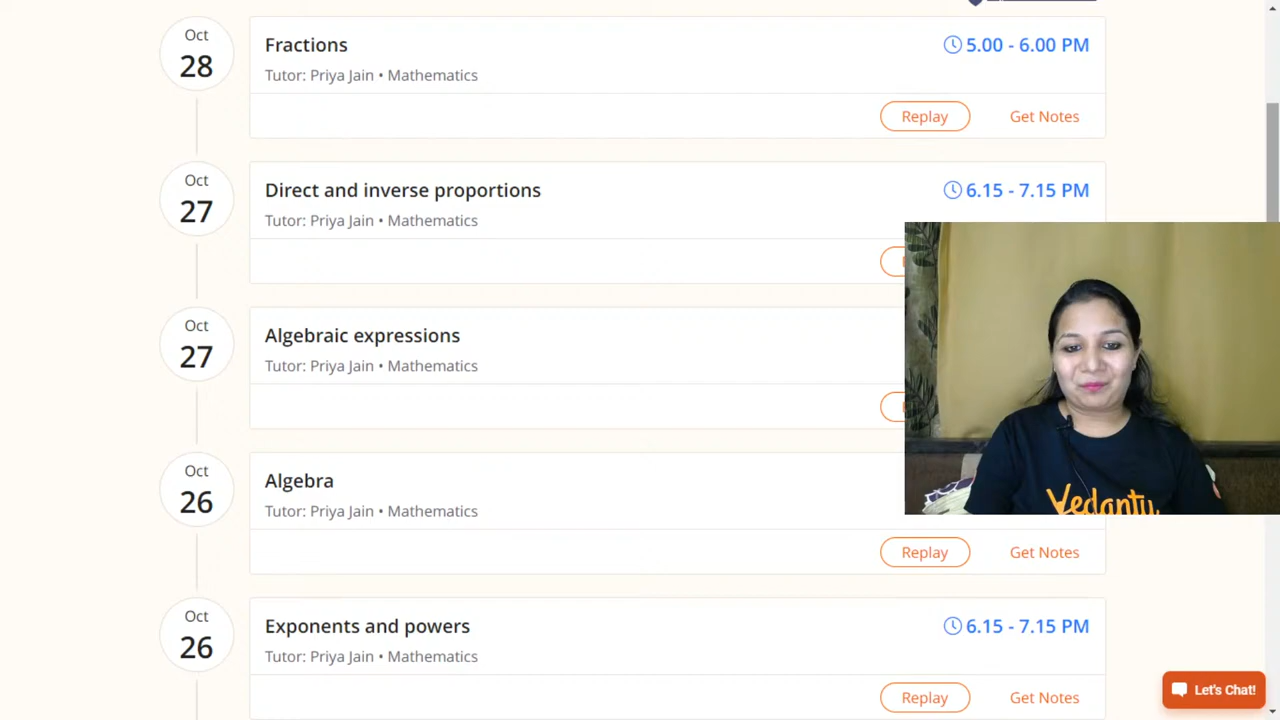 Oct
28
Fractions
5.00 - 6.00 PM
Tutor: Priya Jain • Mathematics
Replay
Get Notes
Oct
27
Direct and inverse proportions
6.15 - 7.15 PM
Tutor: Priya Jain • Mathematics
Oct
27
Algebraic expressions
Tutor: Priya Jain • Mathematics
Oct
26
Algebra
Tutor: Priya Jain • Mathematics
Replay
Get Notes
Vedantu
Oct
26
Exponents and powers
6.15 - 7.15 PM
Tutor: Priya Jain • Mathematics
Replay
Get Notes
Let's Chat!